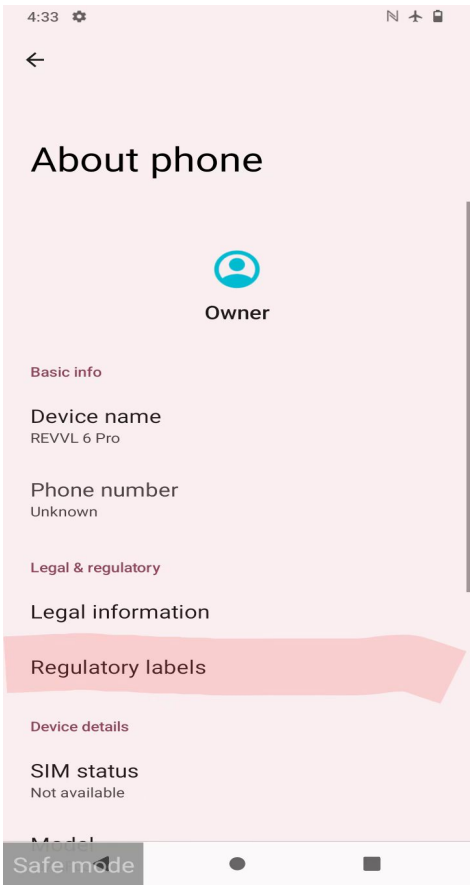 4:33
About phone
Owner
Basic info
Device name
REVVL 6 Pro
Phone number
Unknown
Legal & regulatory
Legal information
Regulatory labels
Device details
SIM status
Not available
Model
Safe mode